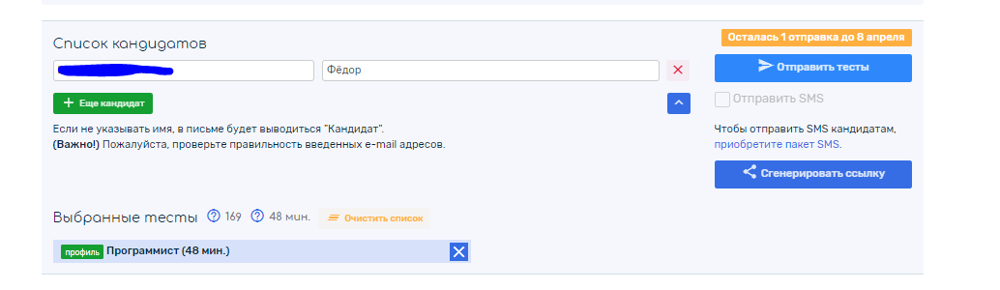 Список кандидатов
Осталась 1 отправка до 8 апреля
Фёдор
Отправить тесты
Еще кандидат
Отправить SMS
Если не указывать имя, в письме будет выводиться "Кандидат".
(Важно!) Пожалуйста, проверьте правильность введенных e-mail адресов.
Чтобы отправить SMS кандидатам,
приобретите пакет SMS.
Сгенерировать ссылку
Выбранные тесты 169 48 мин. Очистить список
профиль Программист (48 мин.)